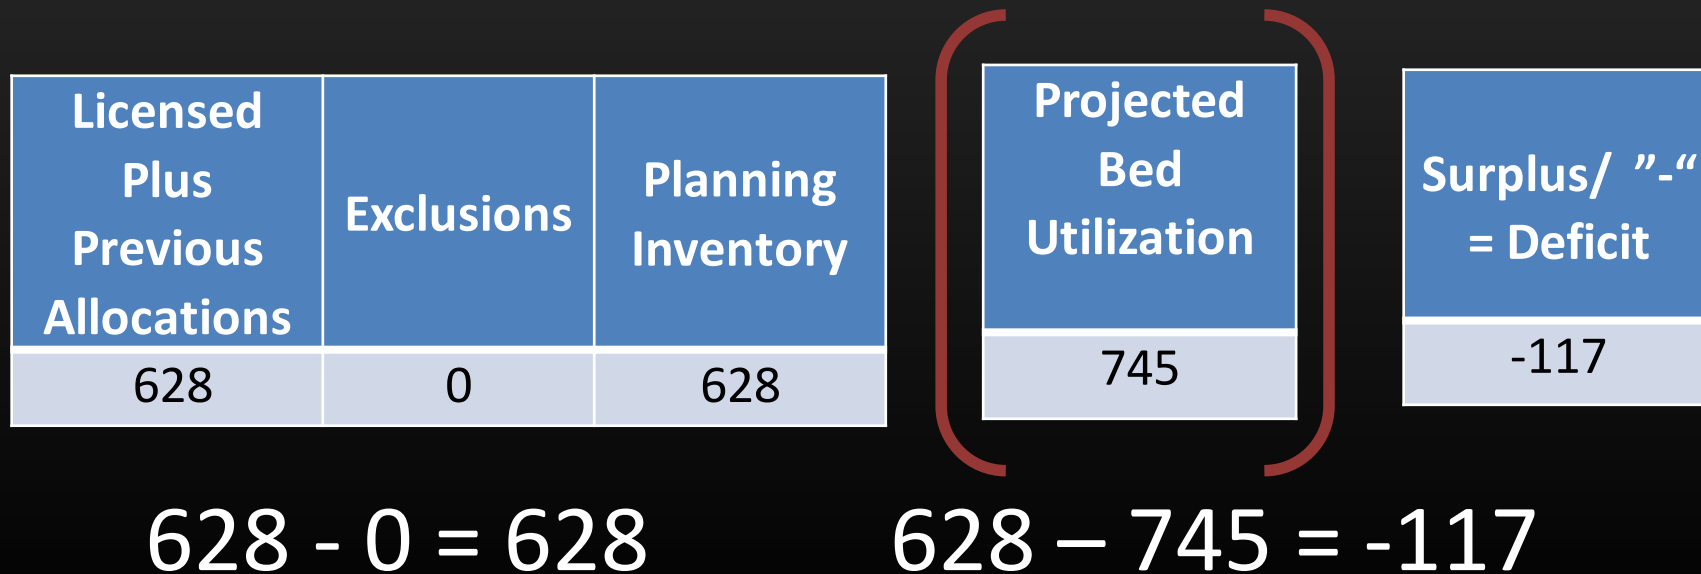 Licensed
Plus
Previous
Allocations
Exclusions
Planning
Inventory
Projected
Bed
Utilization
Surplus/ ”-“
= Deficit
628
0
628
745
-117
628 - 0 = 628
628 – 745 = -117